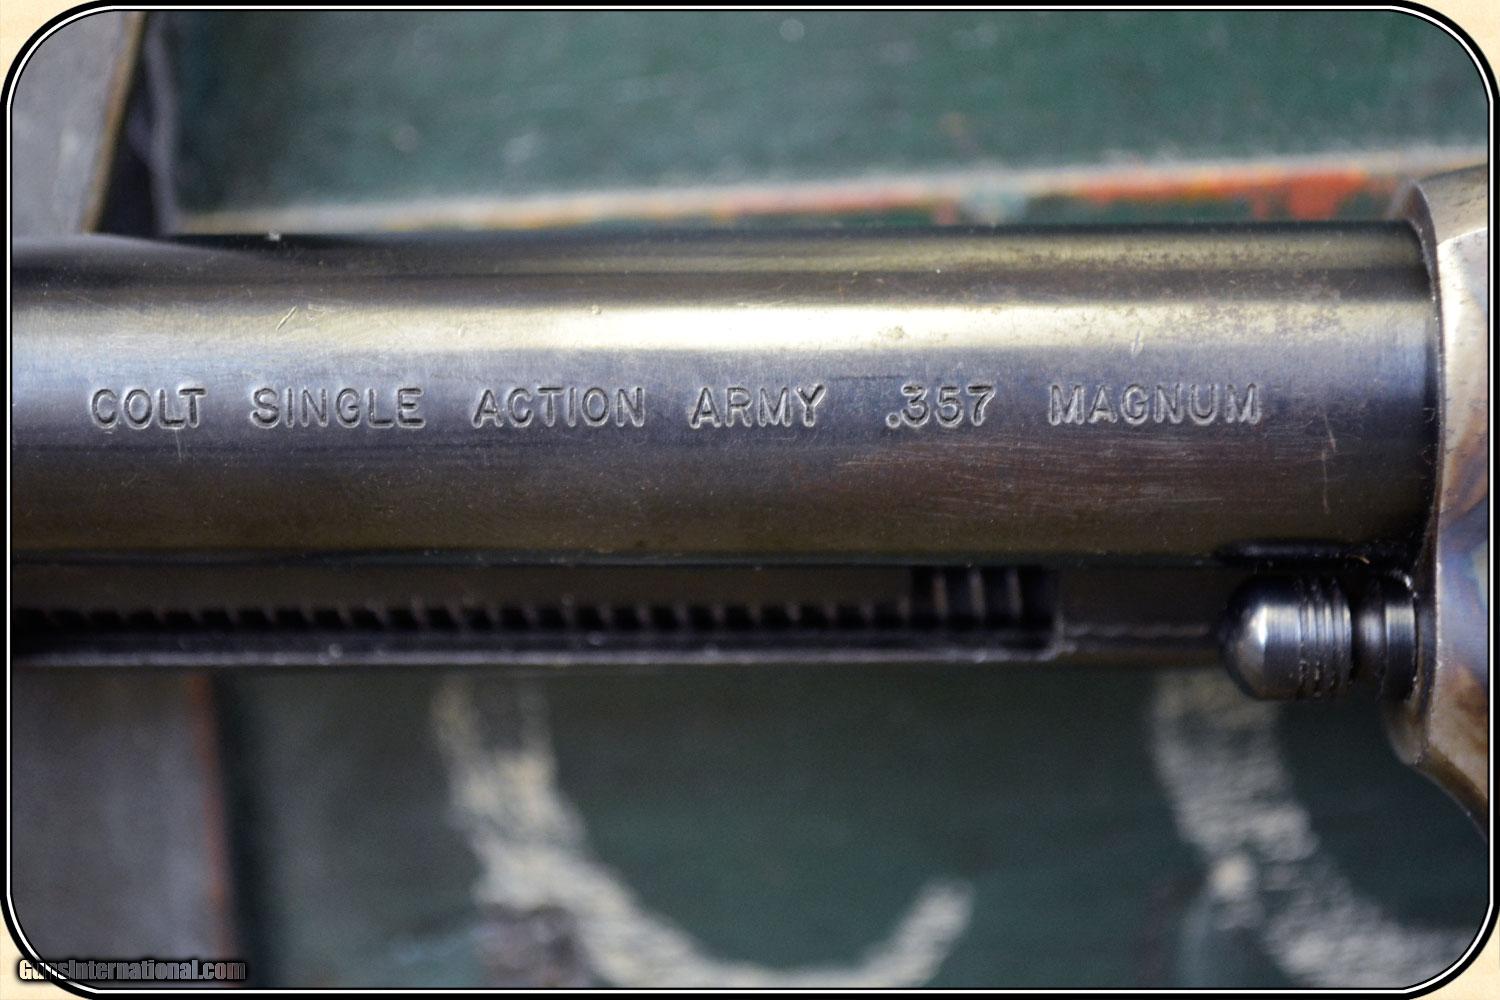 COLT SINGLE ACTION ARMY .357 MAGNUM
GunsInternational.com